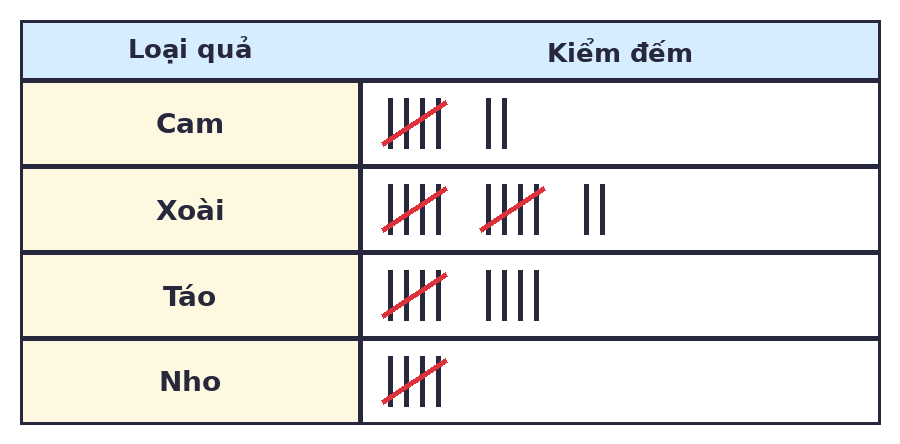 Loại quả
Kiểm đếm
Cam
Xoài
Táo
Nho